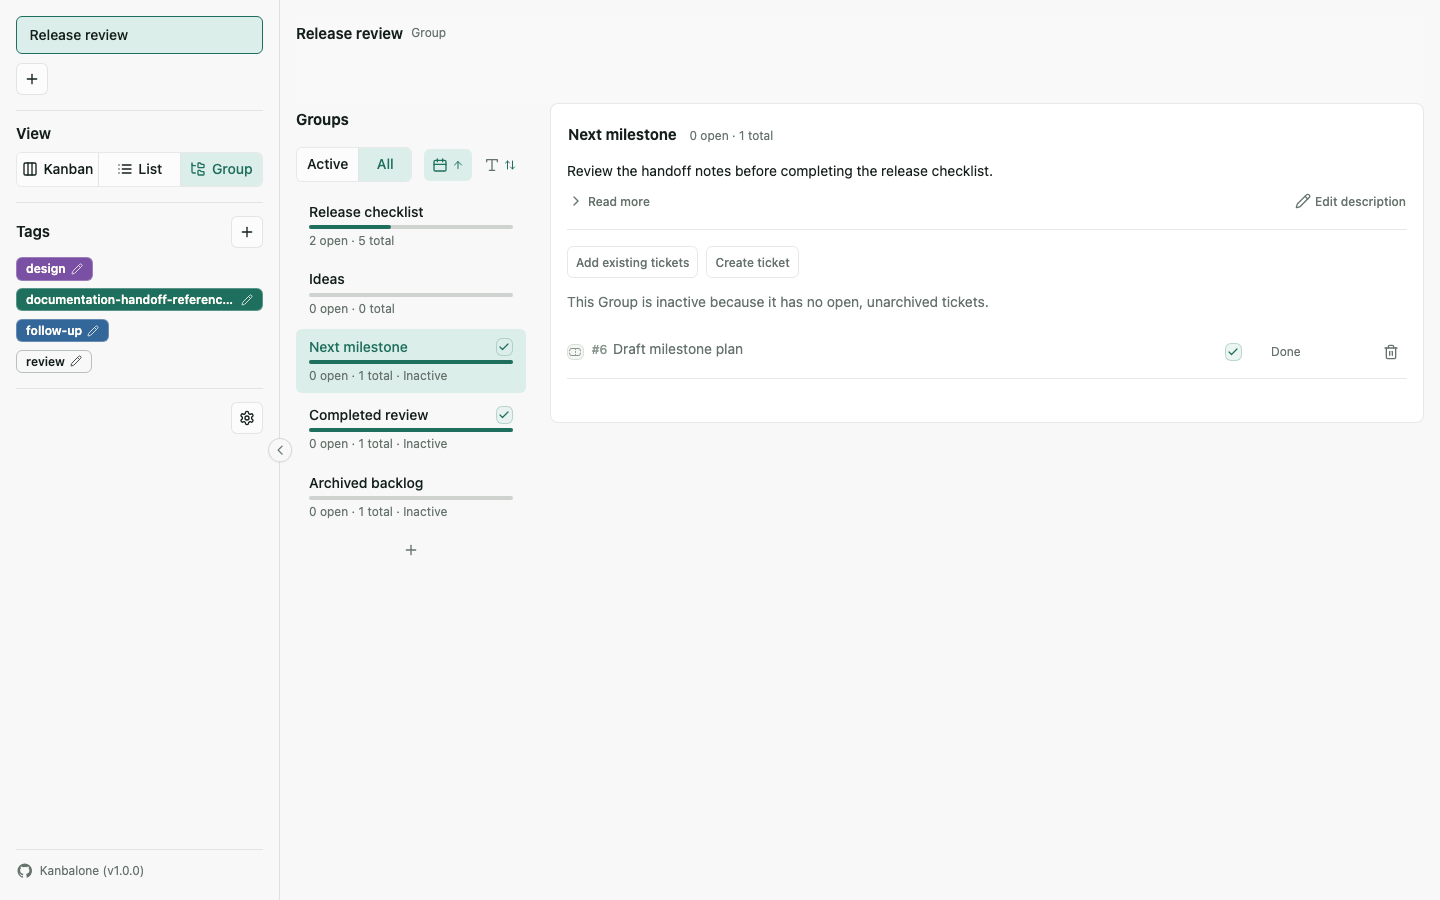 Release review
View
Kanban
List
Group
Tags
design
documentation-handoff-referenc...
follow-up
review
Kanbalone (v1.0.0)
Release review Group
Groups
Active
All
Release checklist
2 open · 5 total
Ideas
0 open · 0 total
Next milestone
0 open · 1 total · Inactive
Completed review
0 open · 1 total · Inactive
Archived backlog
0 open · 1 total · Inactive
Next milestone 0 open · 1 total
Review the handoff notes before completing the release checklist.
Read more
Edit description
Add existing tickets
Create ticket
This Group is inactive because it has no open, unarchived tickets.
#6 Draft milestone plan
Done